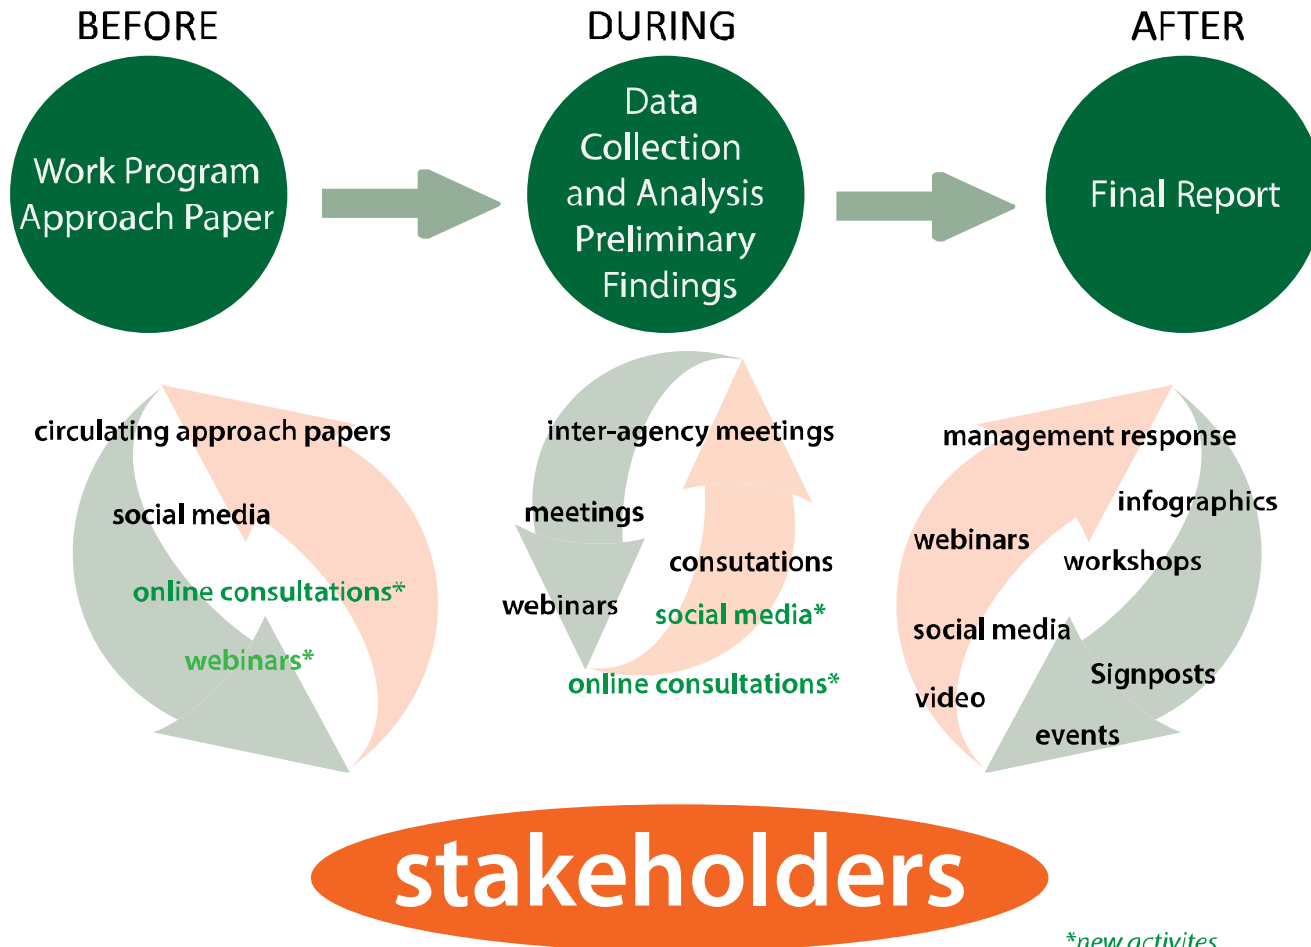 BEFORE
Work Program
Approach Paper
circulating approach papers
social media
online consultations*
webinars*
DURING
Data
Collection
and Analysis
Preliminary
Findings
inter-agency meetings
meetings
consutations
webinars
social media*
online consultations*
AFTER
Final Report
management response
infographics
webinars
workshops
social media
Signposts
video
events
stakeholders
*new activites